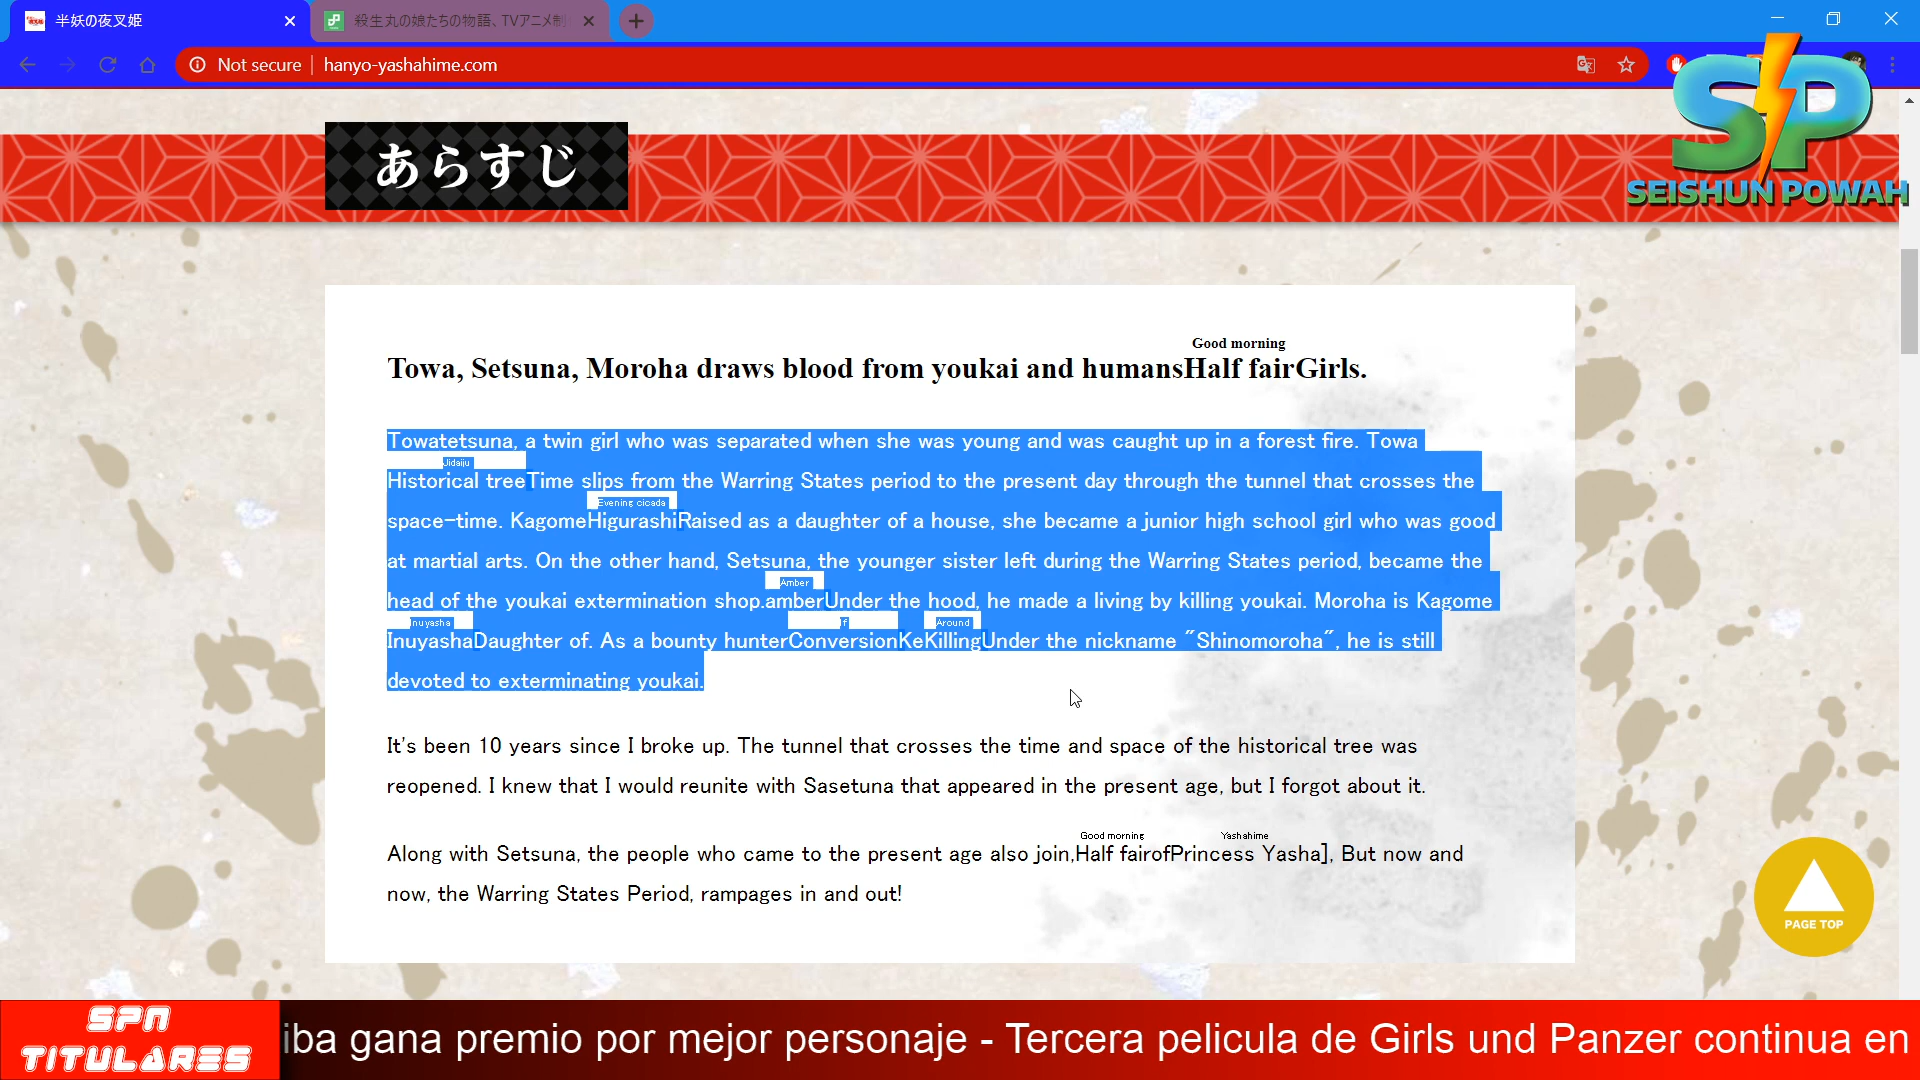 半妖の夜叉姫
殺生丸の娘たちの物語、TVアニメ制
Not secure
hanyo-yashahime.com
SP
SEISHUN POWAH
あらすじ
Good morning
Towa, Setsuna, Moroha draws blood from youkai and humansHalf fairGirls.
Towatetsuna, a twin girl who was separated when she was young and was caught up in a forest fire. Towa
Jidaiju
Historical treeTime slips from the Warring States period to the present day through the tunnel that crosses the
Evening cicada
space-time. KagomeHigurashiRaised as a daughter of a house, she became a junior high school girl who was good
at martial arts. On the other hand, Setsuna, the younger sister left during the Warring States period, became the
Amber
head of the youkai extermination shop.amberUnder the hood, he made a living by killing youkai. Moroha is Kagome
Inuyasha If Around
InuyashaDaughter of. As a bounty hunterConversionKeKillingUnder the nickname "Shinomoroha", he is still
devoted to exterminating youkai.
It's been 10 years since I broke up. The tunnel that crosses the time and space of the historical tree was
reopened. I knew that I would reunite with Sasetuna that appeared in the present age, but I forgot about it.
Good morning Yashahime
Along with Setsuna, the people who came to the present age also join,Half fairofPrincess Yasha], But now and
now, the Warring States Period, rampages in and out!
PAGE TOP
SPN
TITULARES
iba gana premio por mejor personaje - Tercera pelicula de Girls und Panzer continua en